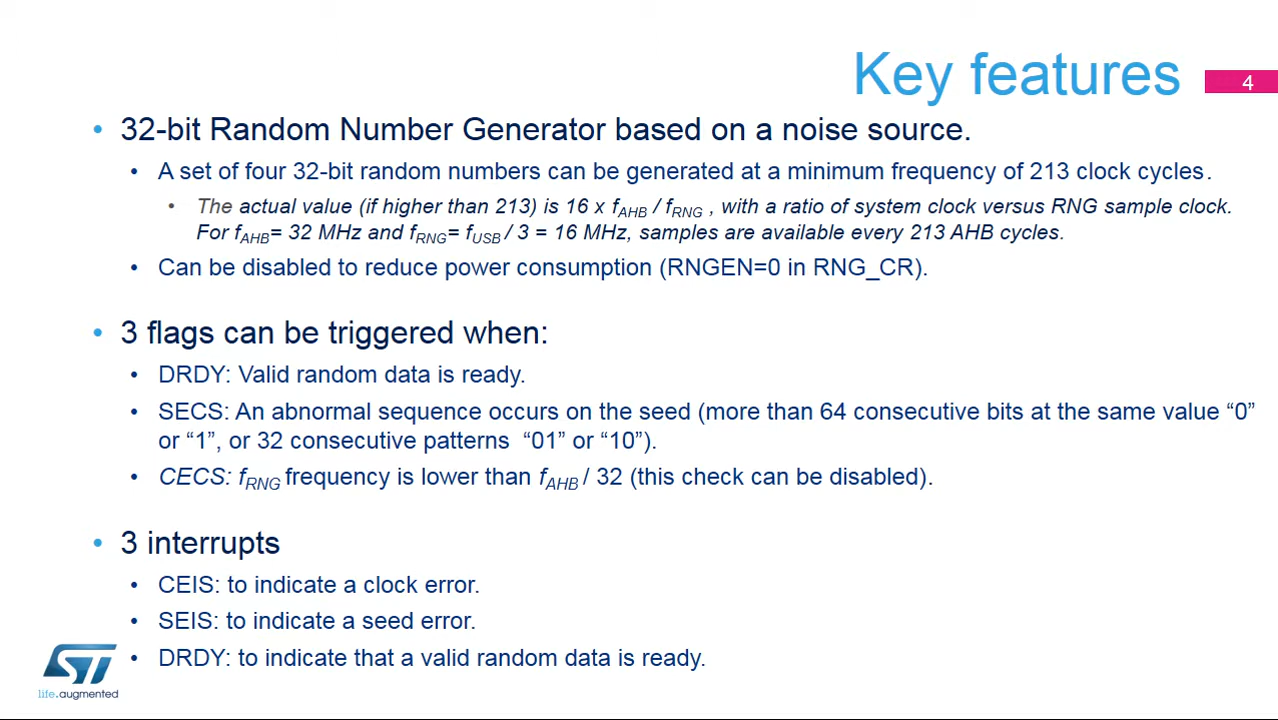 Key features
4
• 32-bit Random Number Generator based on a noise source.
• A set of four 32-bit random numbers can be generated at a minimum frequency of 213 clock cycles.
• The actual value (if higher than 213) is 16 x fAHB / fRNG , with a ratio of system clock versus RNG sample clock.
For fAHB= 32 MHz and fRNG= fUSB / 3 = 16 MHz, samples are available every 213 AHB cycles.
• Can be disabled to reduce power consumption (RNGEN=0 in RNG_CR).
• 3 flags can be triggered when:
• DRDY: Valid random data is ready.
• SECS: An abnormal sequence occurs on the seed (more than 64 consecutive bits at the same value “0”
or “1”, or 32 consecutive patterns “01” or “10”).
• CECS: fRNG frequency is lower than fAHB / 32 (this check can be disabled).
• 3 interrupts
• CEIS: to indicate a clock error.
• SEIS: to indicate a seed error.
• DRDY: to indicate that a valid random data is ready.
ST
life.augmented